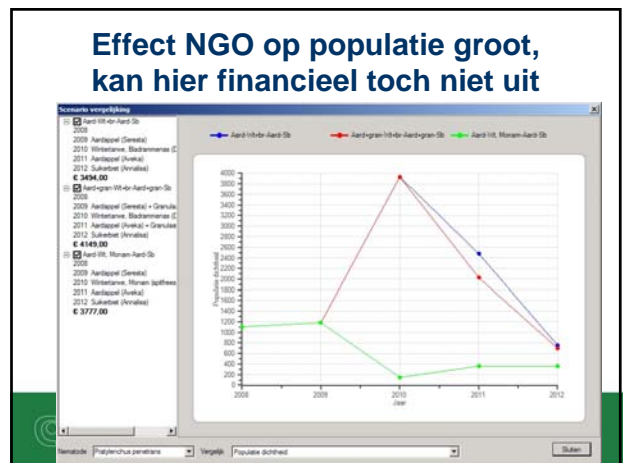 Effect NGO op populatie groot,
kan hier financieel toch niet uit
Scenario vergelijking
Aard-Wt+br-Aard-Sb
2008
2009 Aardappel (Seresta)
2010 Wintertarwe, Bladrammenas (D
2011 Aardappel (Aveka)
2012 Suikerbiet (Annalisa)
€ 3494,00
Aard+gran-Wt+br-Aard+gran-Sb
2008
2009 Aardappel (Seresta) + Granula
2010 Wintertarwe, Bladrammenas (D
2011 Aardappel (Aveka) + Granulaa
2012 Suikerbiet (Annalisa)
€ 4149,00
Aard-Wt, Monam-Aard-Sb
2008
2009 Aardappel (Seresta)
2010 Wintertarwe, Monam (spitfrees
2011 Aardappel (Aveka)
2012 Suikerbiet (Annalisa)
€ 3777,00
Aard-Wt+br-Aard-Sb Aard+gran-Wt+br-Aard+gran-Sb Aard-Wt, Monam-Aard-Sb
Populatie dichtheid
4000
3800
3600
3400
3200
3000
2800
2600
2400
2200
2000
1800
1600
1400
1200
1000
800
600
400
200
0
2008 2009 2010 2011 2012
Jaar
Nematode Pratylenchus penetrans Vergelijk Populatie dichtheid Sluiten